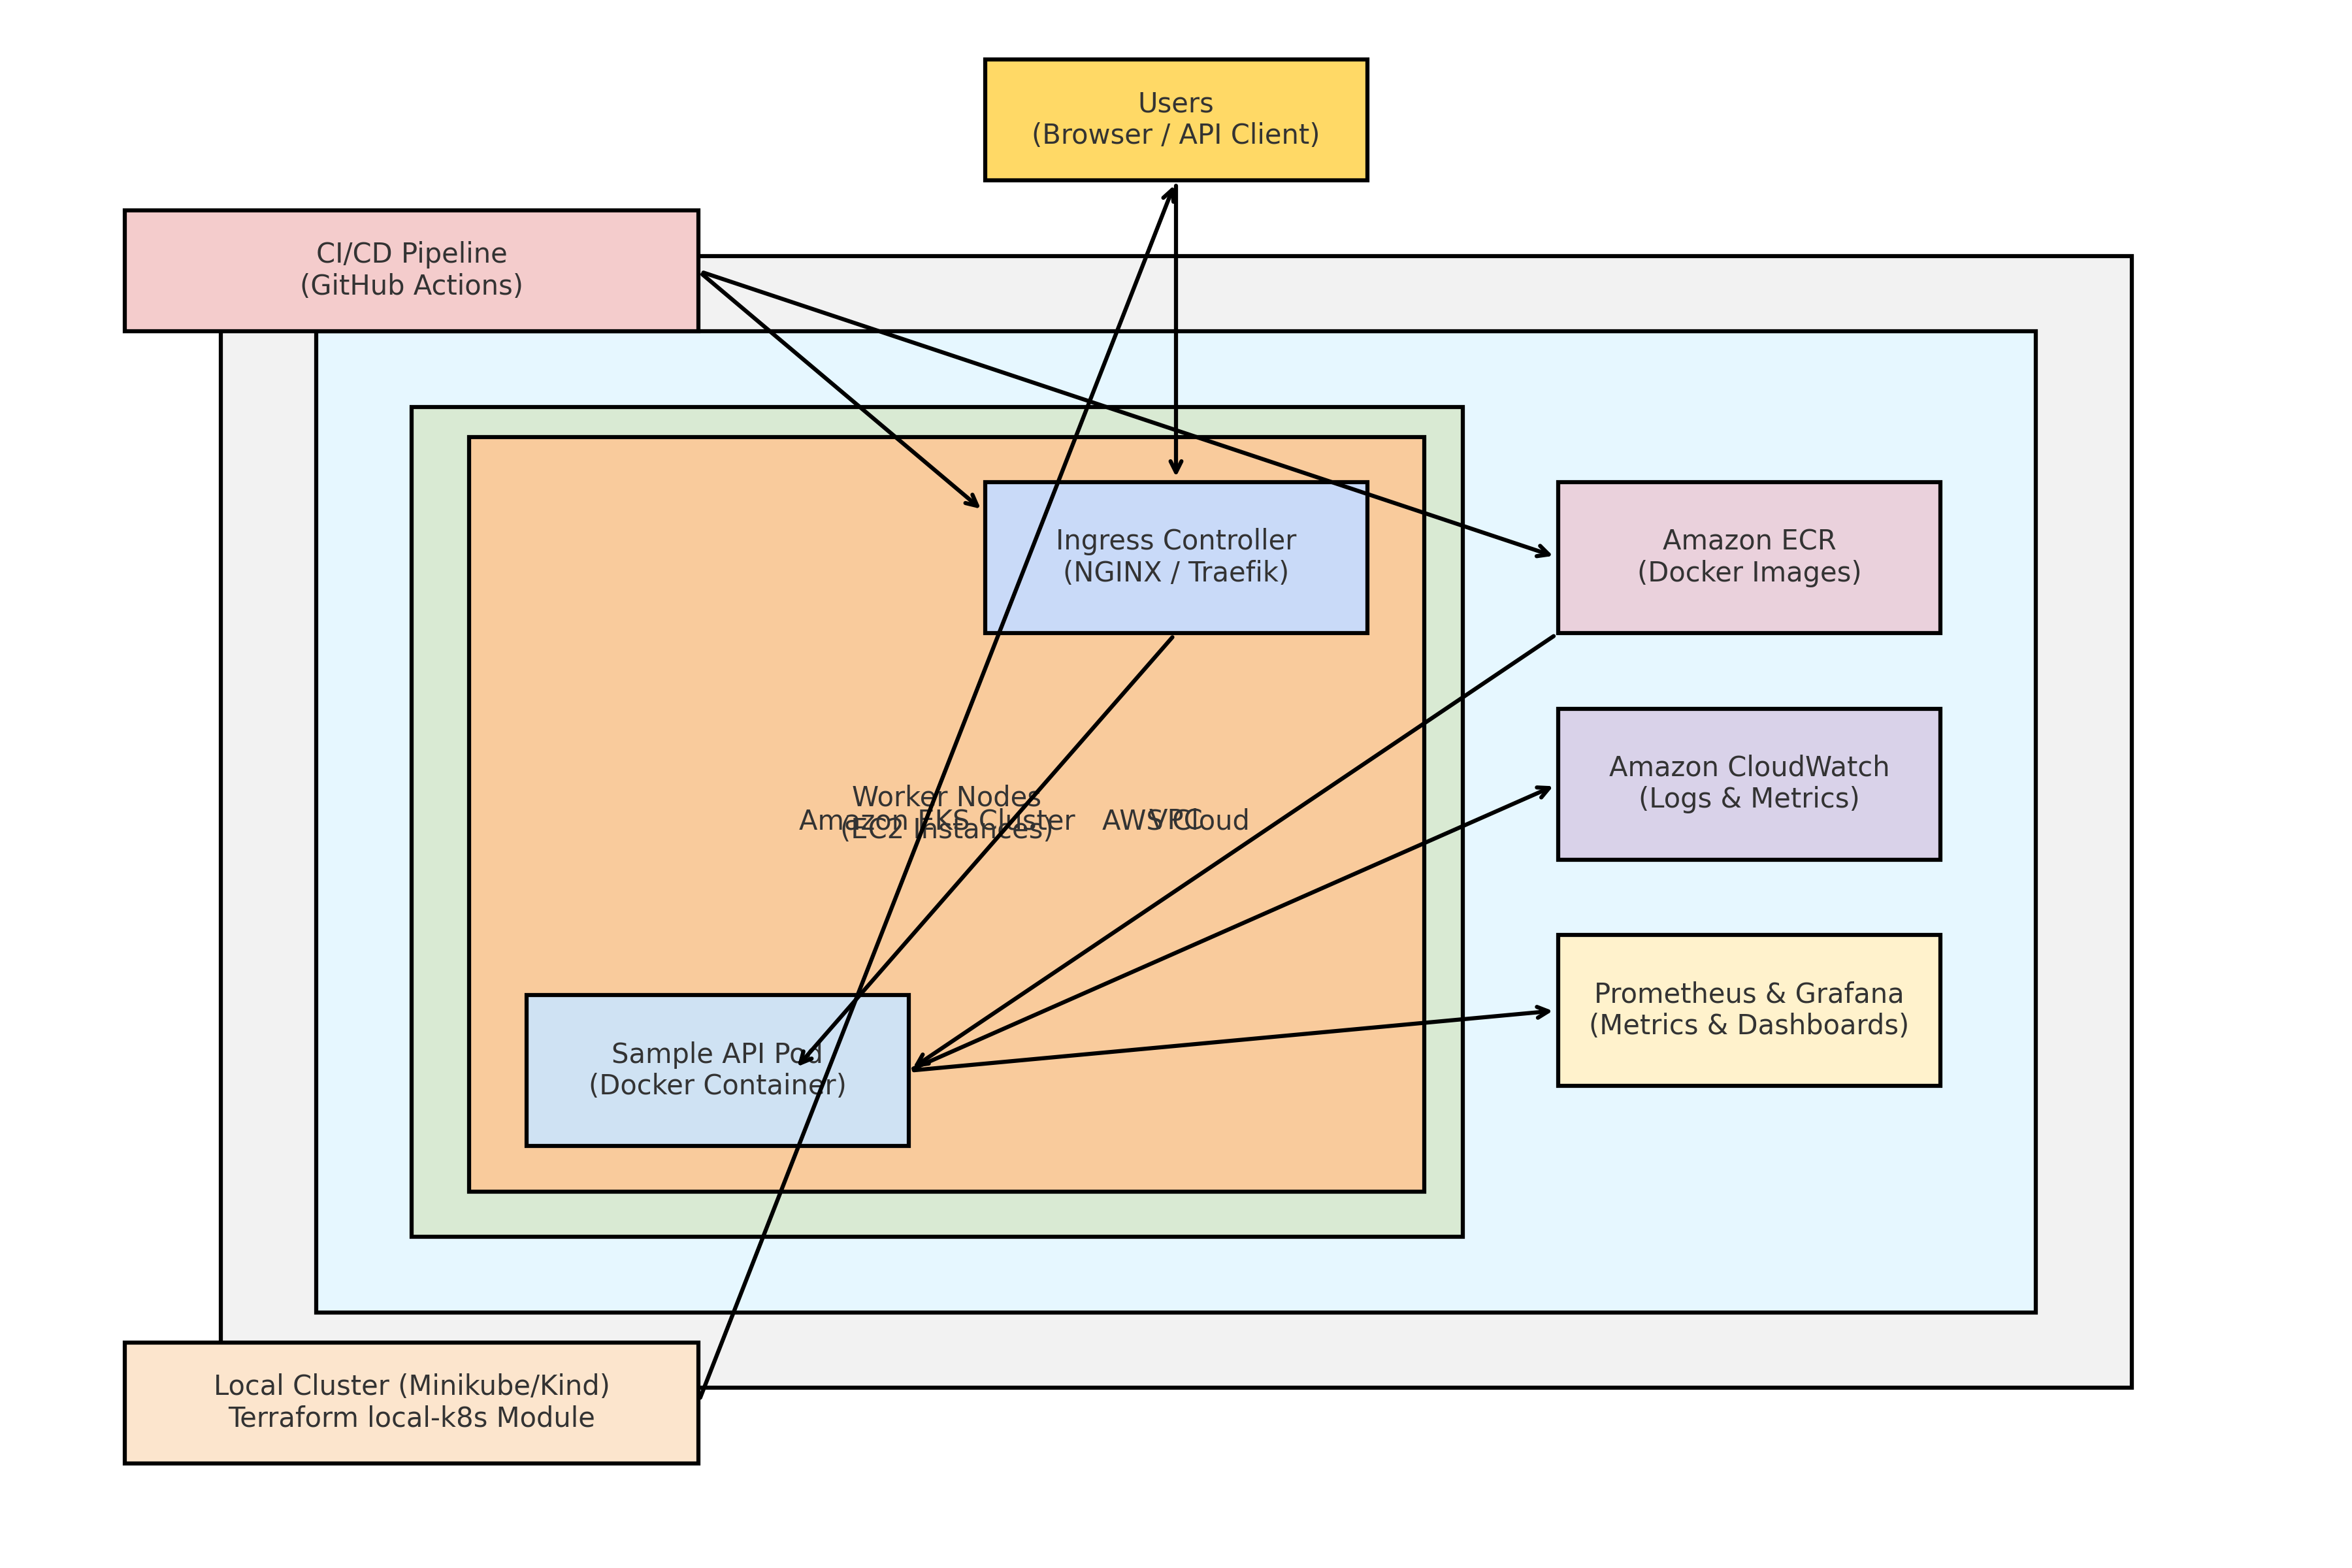 Users
(Browser / API Client)
CI/CD Pipeline
(GitHub Actions)
Ingress Controller
(NGINX / Traefik)
Amazon ECR
(Docker Images)
Amazon CloudWatch
(Logs & Metrics)
Worker Nodes
(EC2 Instances)
Amazon EKS Cluster
AWS Cloud
VPC
Prometheus & Grafana
(Metrics & Dashboards)
Sample API Pod
(Docker Container)
Local Cluster (Minikube/Kind)
Terraform local-k8s Module